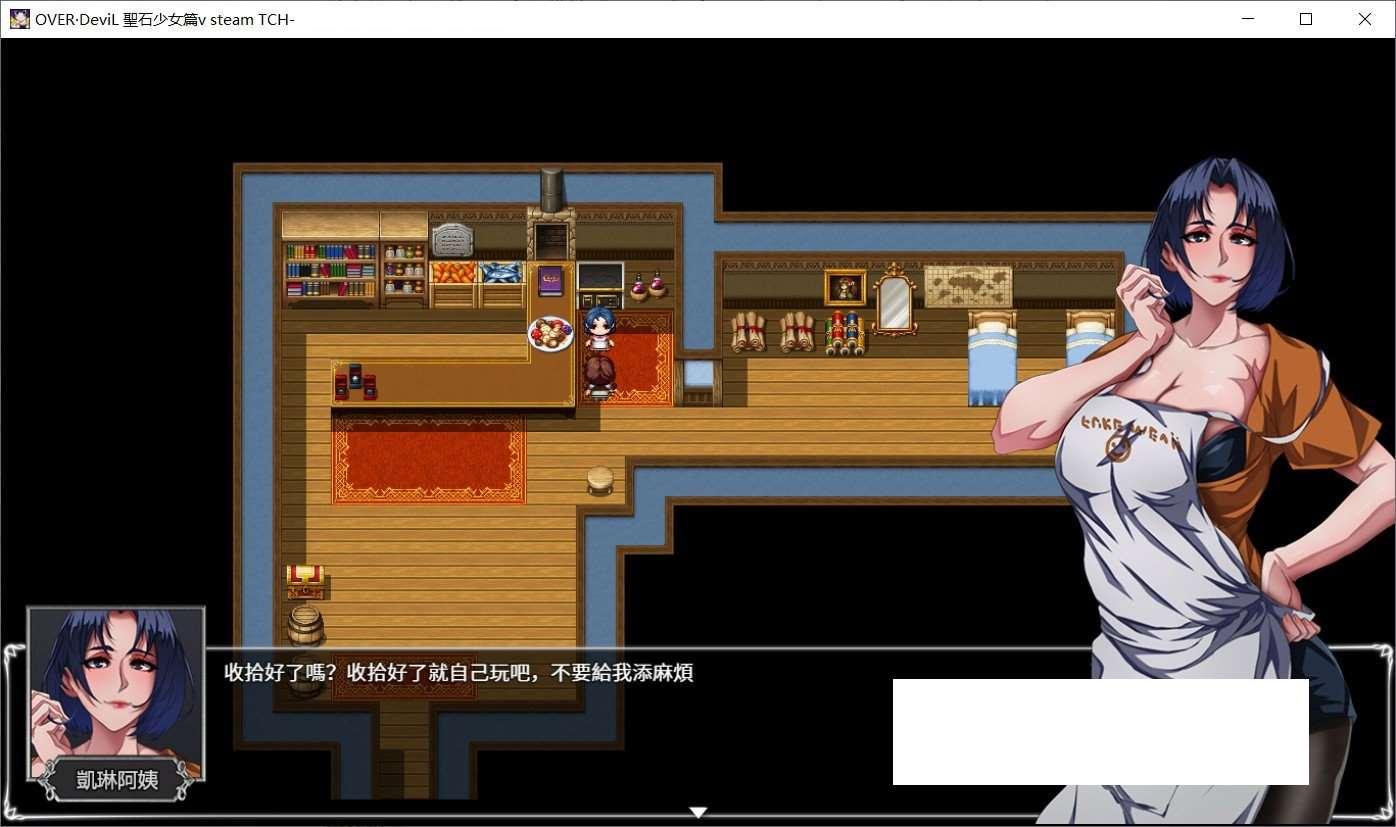 OVER·DeviL 聖石少女篇v steam TCH-
收拾好了嗎？收拾好了就自己玩吧，不要給我添麻煩
凱琳阿姨